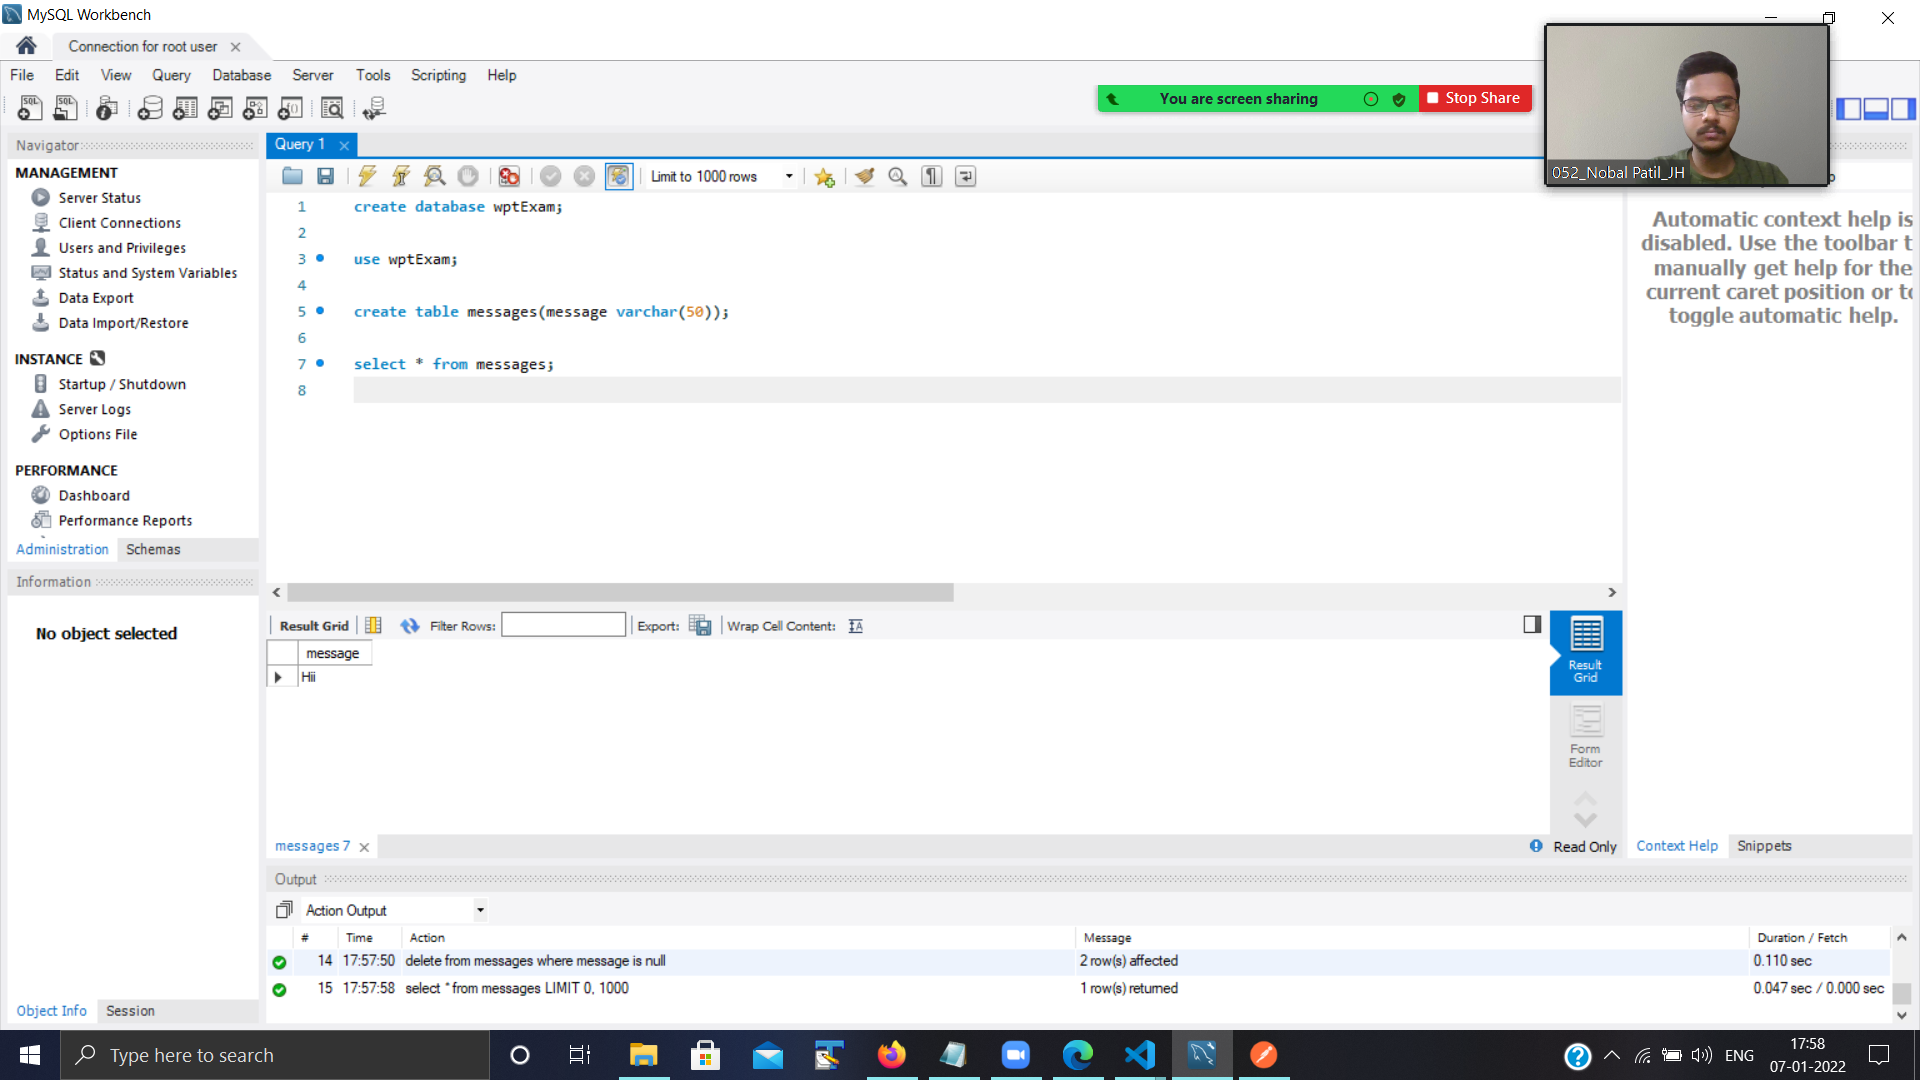 MySQL Workbench
Connection for root user
File Edit View Query Database Server Tools Scripting Help
You are screen sharing
Stop Share
052_Nobal Patil_JH
Navigator
MANAGEMENT
Server Status
Client Connections
Users and Privileges
Status and System Variables
Data Export
Data Import/Restore
INSTANCE
Startup / Shutdown
Server Logs
Options File
PERFORMANCE
Dashboard
Performance Reports
Administration Schemas
Information
No object selected
Object Info Session
Query 1
Limit to 1000 rows
1 create database wptExam;
2
3 use wptExam;
4
5 create table messages(message varchar(50));
6
7 select * from messages;
8
Automatic context help is
disabled. Use the toolbar t
manually get help for the
current caret position or to
toggle automatic help.
Result Grid Filter Rows: Export: Wrap Cell Content:
message
Hii
Result
Grid
Form
Editor
messages 7
Read Only
Context Help Snippets
Output
Action Output
# Time Action Message Duration / Fetch
14 17:57:50 delete from messages where message is null 2 row(s) affected 0.110 sec
15 17:57:58 select * from messages LIMIT 0, 1000 1 row(s) returned 0.047 sec / 0.000 sec
Type here to search
ENG
17:58
07-01-2022